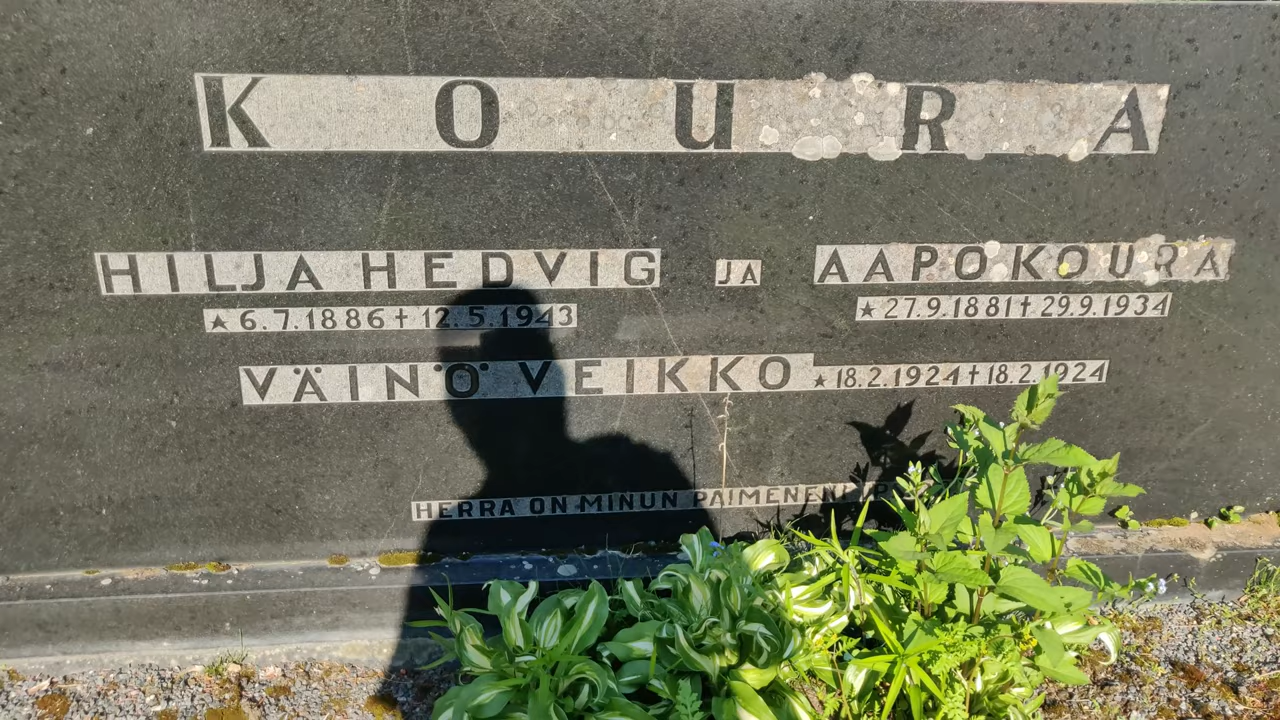 KOURA
HILJA HEDVIG JA AAPO KOURA
★ 6.7.1886 † 12.5.1943 ★ 27.9.1881 † 29.9.1934
VÄINÖ VEIKKO ★ 18.2.1924 † 18.2.1924
HERRA ON MINUN PAIMENENI